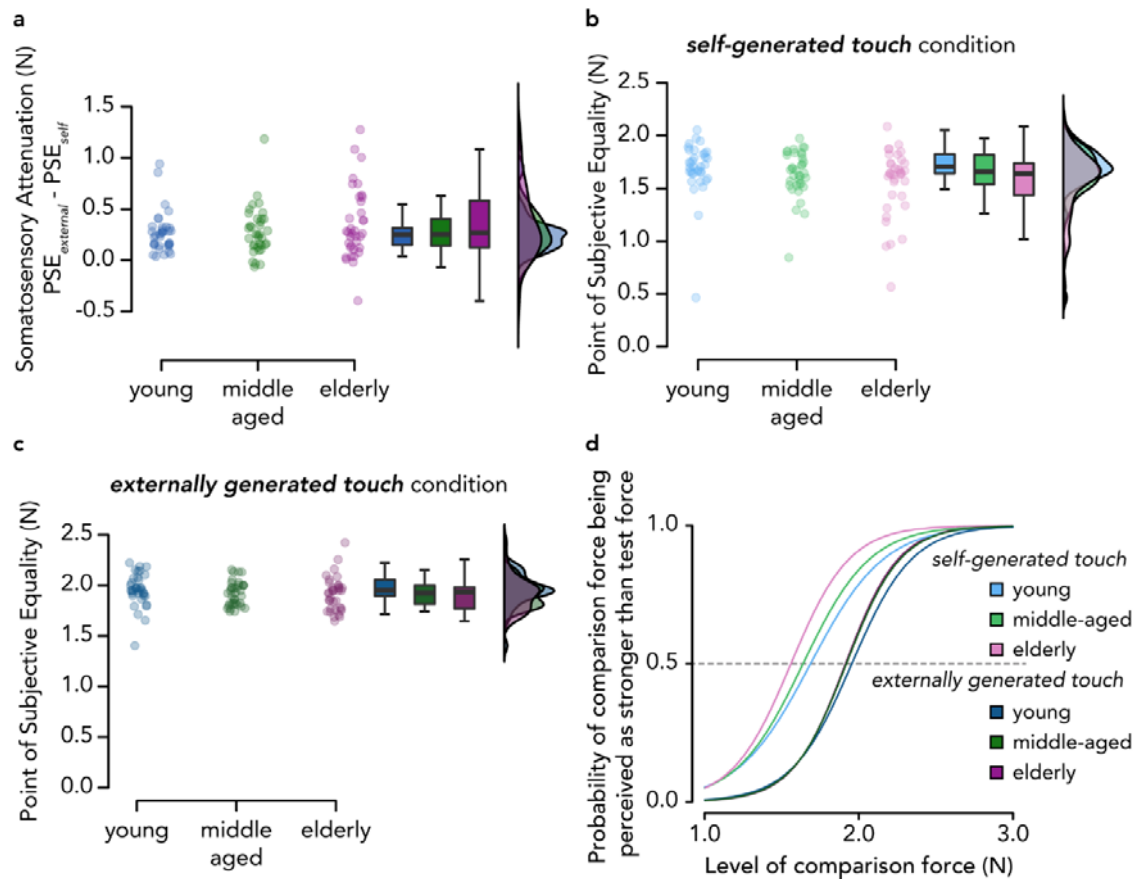 a
Somatosensory Attenuation (N)
PSEexternal - PSEself
1.5
1.0
0.5
0.0
-0.5
young
middle
aged
elderly
b
self-generated touch condition
Point of Subjective Equality (N)
2.5
2.0
1.5
1.0
0.5
0.0
young
middle
aged
elderly
c
externally generated touch condition
Point of Subjective Equality (N)
2.5
2.0
1.5
1.0
0.5
0.0
young
middle
aged
elderly
d
Probability of comparison force being
perceived as stronger than test force
1.0
0.5
0.0
self-generated touch
young
middle-aged
elderly
externally generated touch
young
middle-aged
elderly
1.0
2.0
3.0
Level of comparison force (N)